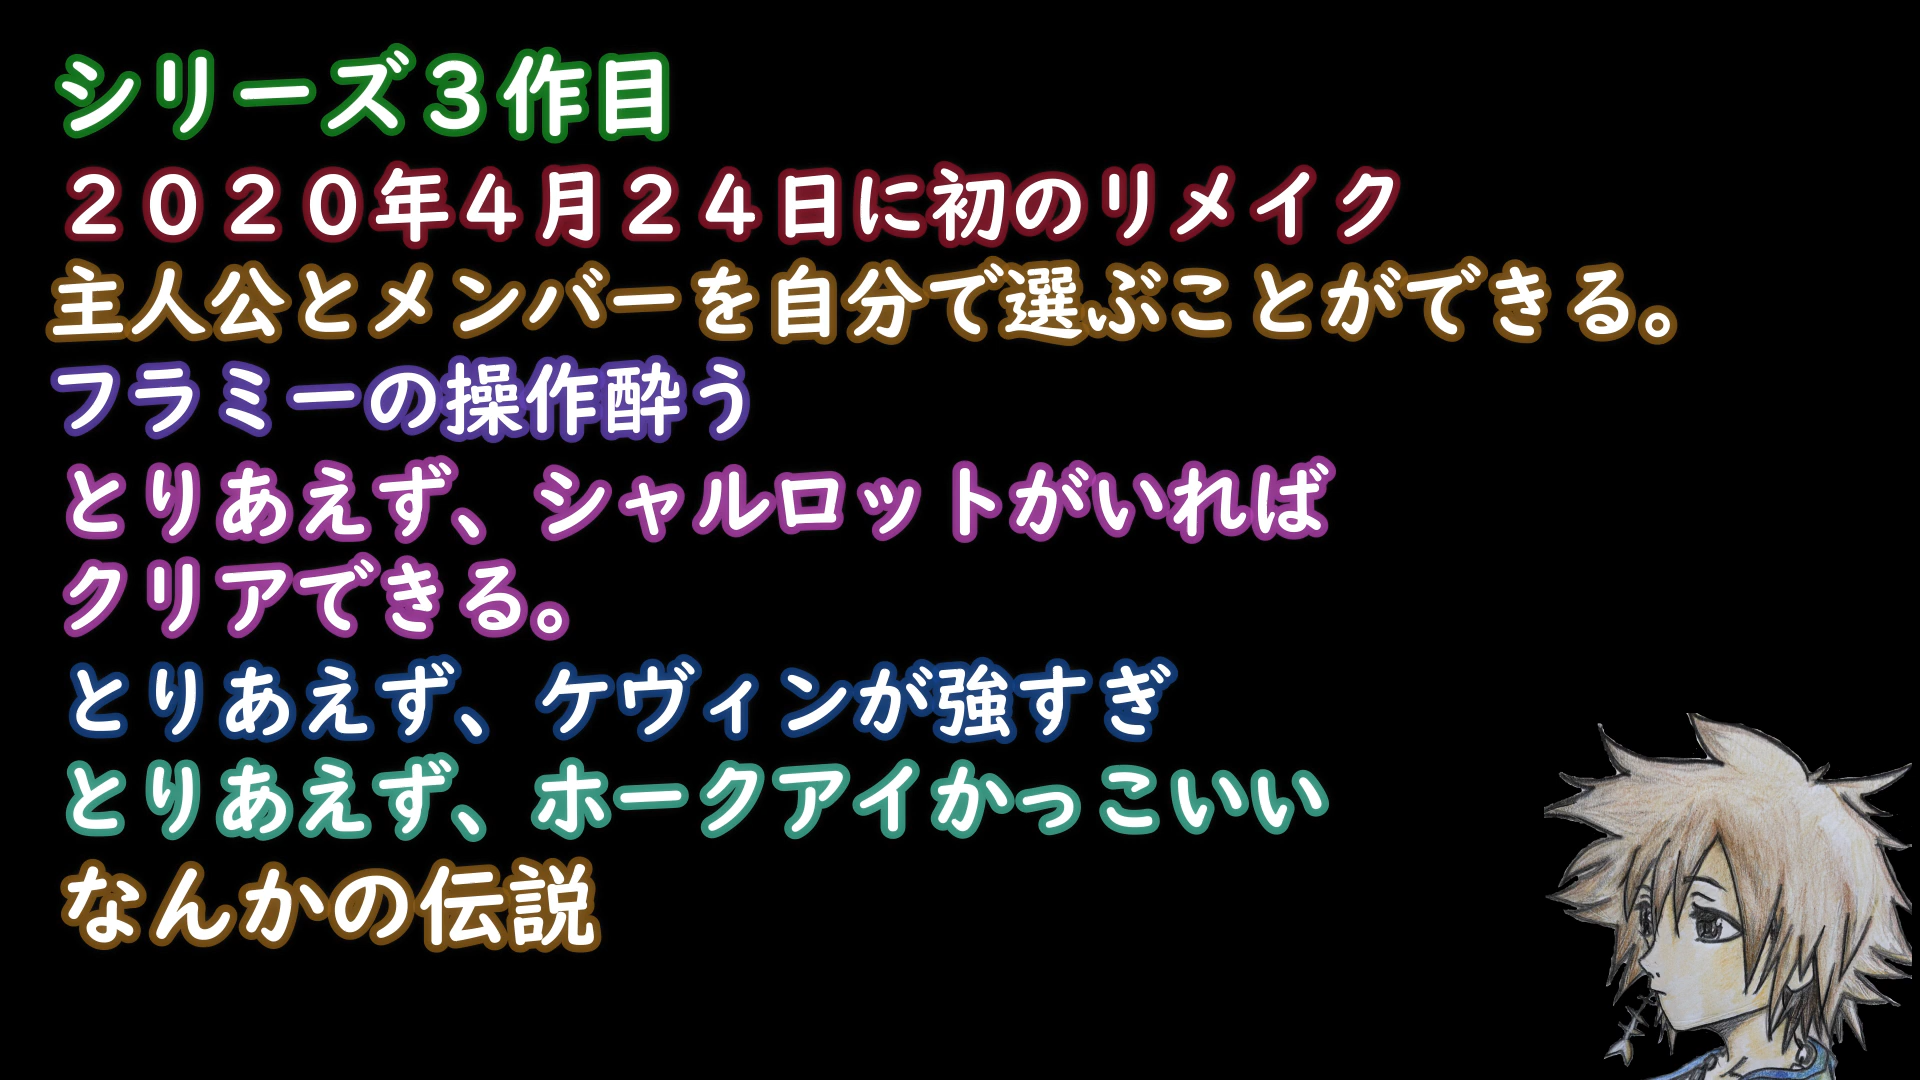 シリーズ３作目
２０２０年４月２４日に初のリメイク
主人公とメンバーを自分で選ぶことができる。
フラミーの操作酔う
とりあえず、シャルロットがいれば
クリアできる。
とりあえず、ケヴィンが強すぎ
とりあえず、ホークアイかっこいい
なんかの伝説